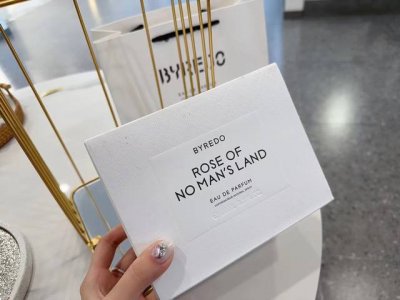 BYREDO
BYREDO
ROSE OF
NO MAN'S LAND
EAU DE PARFUM